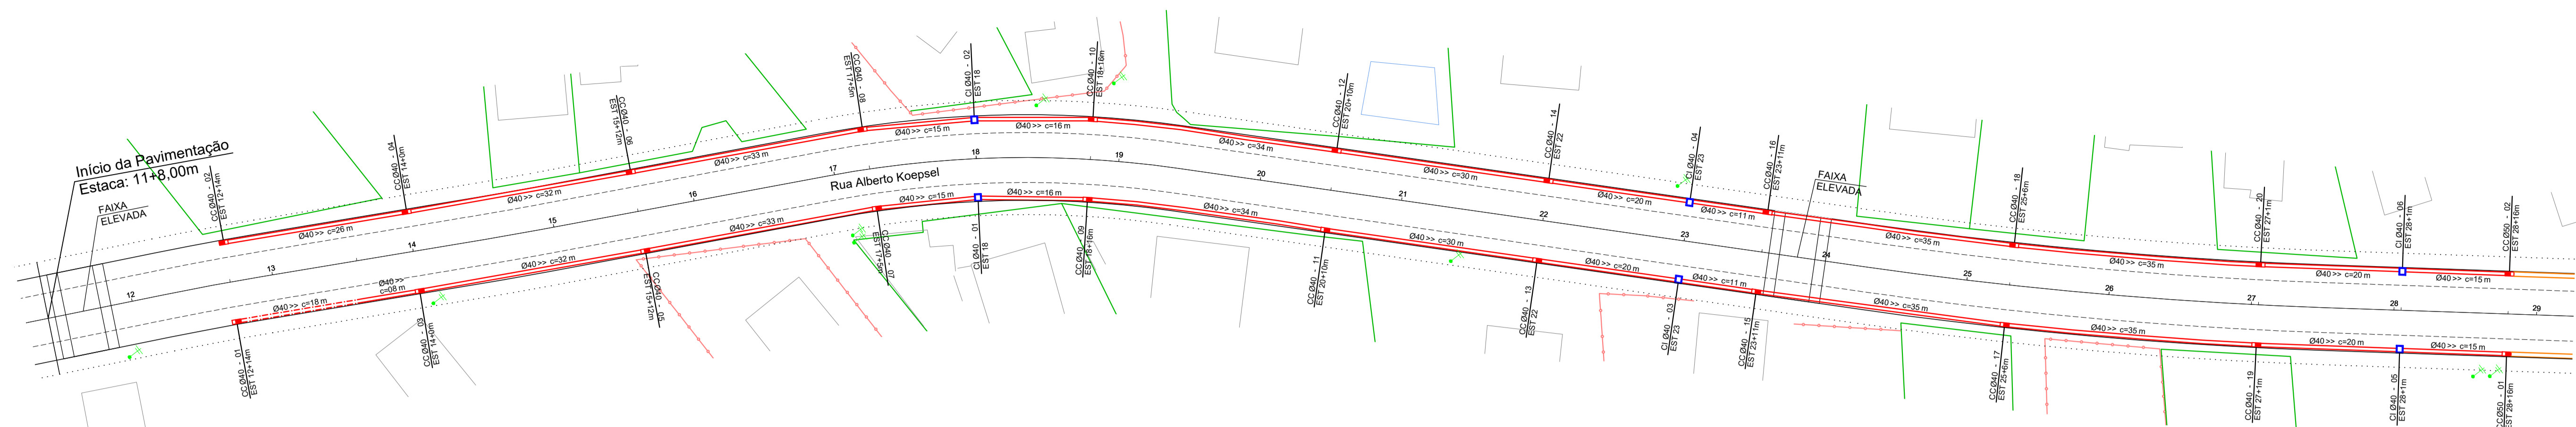 Início da Pavimentação
Estaca: 11+8,00m
FAIXA
ELEVADA
CC Ø40 - 02
EST 12+14m
CC Ø40 - 04
EST 14+0m
CC Ø40 - 06
EST 15+12m
CC Ø40 - 08
EST 17+5m
CI Ø40 - 02
EST 18
CC Ø40 - 10
EST 18+16m
CC Ø40 - 12
EST 20+10m
CC Ø40 - 14
EST 22
CI Ø40 - 04
EST 23
CC Ø40 - 16
EST 23+11m
FAIXA
ELEVADA
CC Ø40 - 18
EST 25+6m
CC Ø40 - 20
EST 27+1m
CI Ø40 - 06
EST 28+1m
CC Ø50 - 02
EST 28+16m
Ø40 >> c=26 m
Ø40 >> c=32 m
Ø40 >> c=33 m
Ø40 >> c=15 m
Ø40 >> c=16 m
Ø40 >> c=34 m
Ø40 >> c=30 m
Ø40 >> c=20 m
Ø40 >> c=11 m
Ø40 >> c=35 m
Ø40 >> c=35 m
Ø40 >> c=20 m
Ø40 >> c=15 m
12
13
14
15
16
17
18
19
20
21
22
23
24
25
26
27
28
29
Rua Alberto Koepsel
Ø40 >> c=18 m
Ø40 >>
c=08 m
Ø40 >> c=32 m
Ø40 >> c=33 m
Ø40 >> c=15 m
Ø40 >> c=16 m
Ø40 >> c=34 m
Ø40 >> c=30 m
Ø40 >> c=20 m
Ø40 >> c=11 m
Ø40 >> c=35 m
Ø40 >> c=35 m
Ø40 >> c=20 m
Ø40 >> c=15 m
CC Ø40 - 01
EST 12+14m
CC Ø40 - 03
EST 14+0m
CC Ø40 - 05
EST 15+12m
CC Ø40 - 07
EST 17+5m
CI Ø40 - 01
EST 18
CC Ø40 - 09
EST 18+16m
CC Ø40 - 11
EST 20+10m
CC Ø40 - 13
EST 22
CI Ø40 - 03
EST 23
CC Ø40 - 15
EST 23+11m
CC Ø40 - 17
EST 25+6m
CC Ø40 - 19
EST 27+1m
CI Ø40 - 05
EST 28+1m
CC Ø50 - 01
EST 28+16m